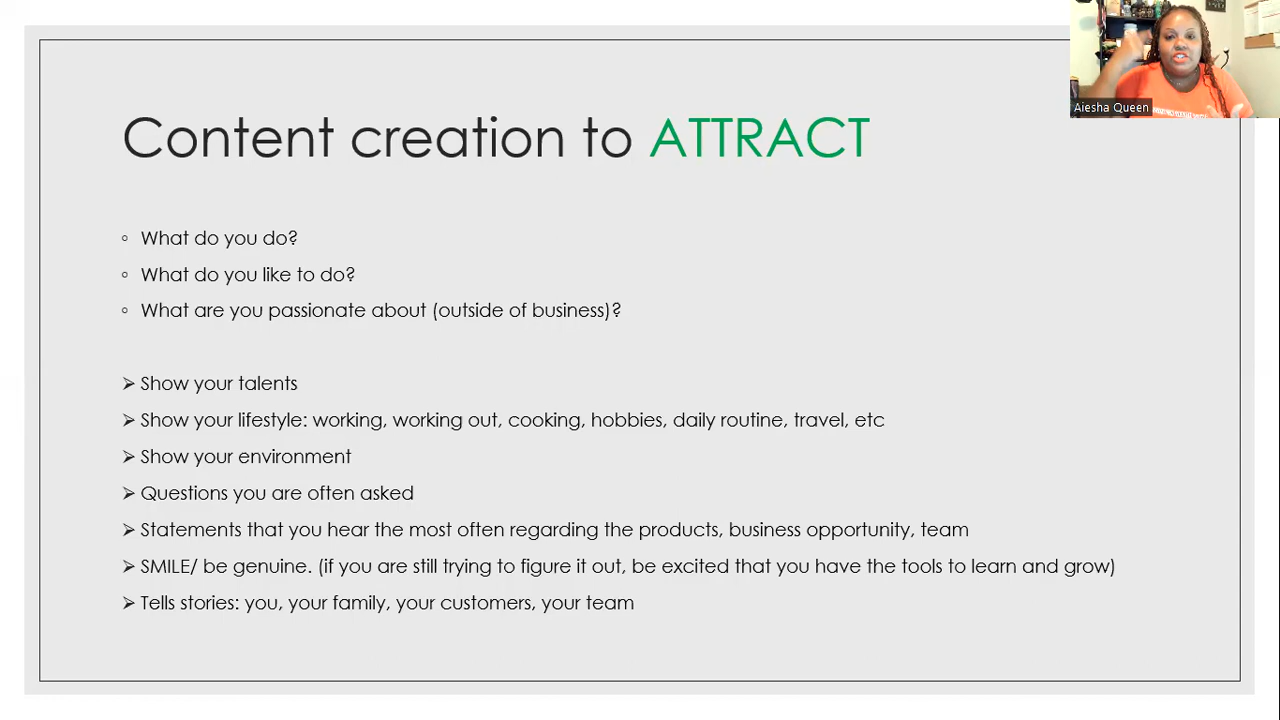 Content creation to ATTRACT
Aiesha Queen
◦ What do you do?
◦ What do you like to do?
◦ What are you passionate about (outside of business)?
➢ Show your talents
➢ Show your lifestyle: working, working out, cooking, hobbies, daily routine, travel, etc
➢ Show your environment
➢ Questions you are often asked
➢ Statements that you hear the most often regarding the products, business opportunity, team
➢ SMILE/ be genuine. (if you are still trying to figure it out, be excited that you have the tools to learn and grow)
➢ Tells stories: you, your family, your customers, your team